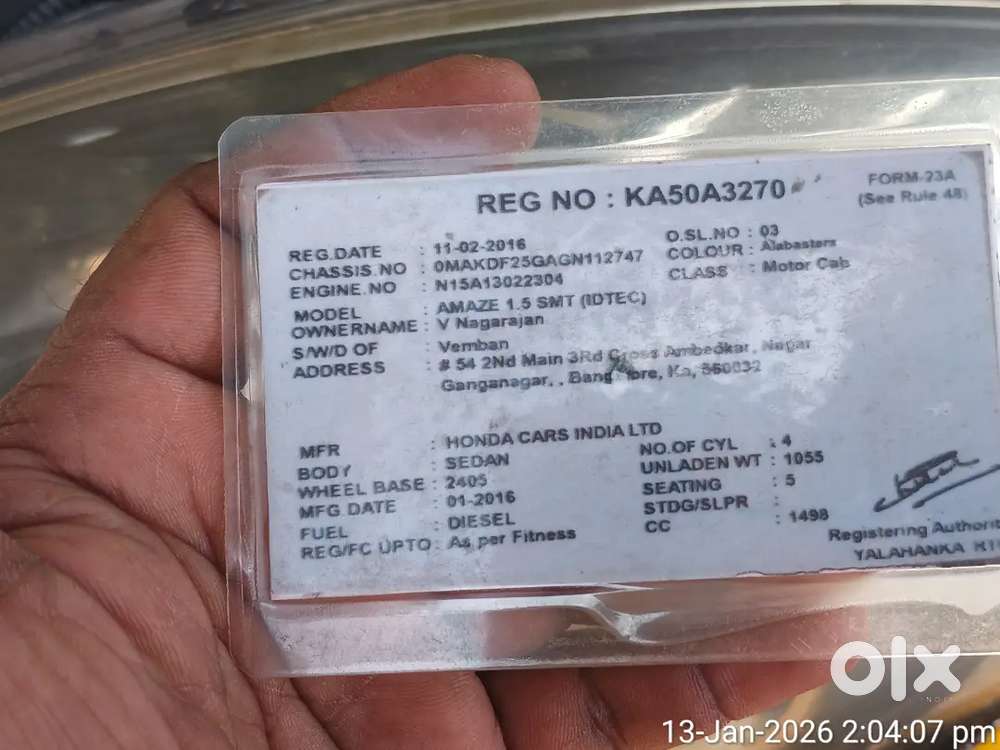 REG NO : KA50A3270
FORM-23A
(See Rule 48)
REG.DATE : 11-02-2016
O.SL.NO : 03
CHASSIS.NO : 0MAKDF25GAGN112747
COLOUR : Alabasters
ENGINE.NO : N15A13022304
CLASS : Motor Cab
MODEL : AMAZE 1.5 SMT (IDTEC)
OWNERNAME : V Nagarajan
S/W/D OF : Vemban
ADDRESS : # 54 2Nd Main 3Rd Cross Ambedkar, Nagar
Ganganagar, , Bangalore, Ka, 560032
MFR : HONDA CARS INDIA LTD
NO.OF CYL : 4
BODY : SEDAN
UNLADEN WT : 1055
WHEEL BASE : 2405
SEATING : 5
MFG DATE : 01-2016
STDG/SLPR :
FUEL : DIESEL
CC : 1498
REG/FC UPTO : As per Fitness
Registering Authorit
YALAHANKA RT
olx
13-Jan-2026 2:04:07 pm